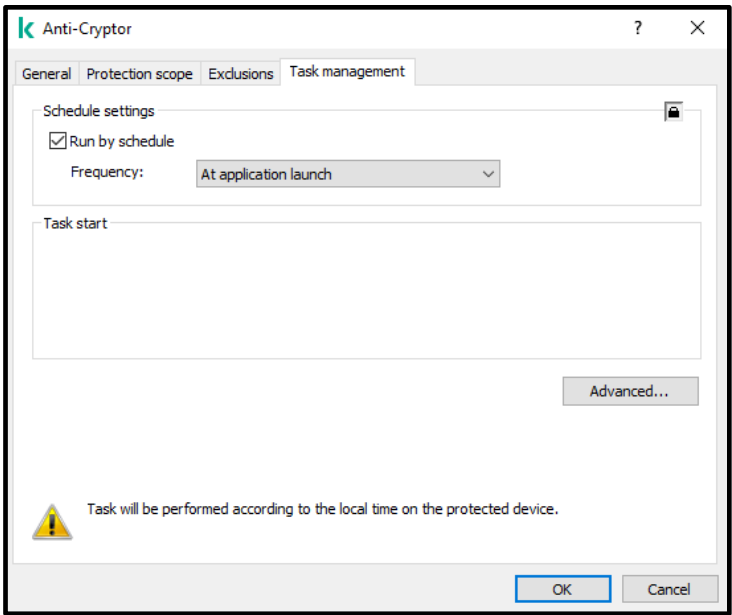 Anti-Cryptor
General Protection scope Exclusions Task management
Schedule settings
Run by schedule
Frequency: At application launch
Task start
Advanced...
Task will be performed according to the local time on the protected device.
OK Cancel